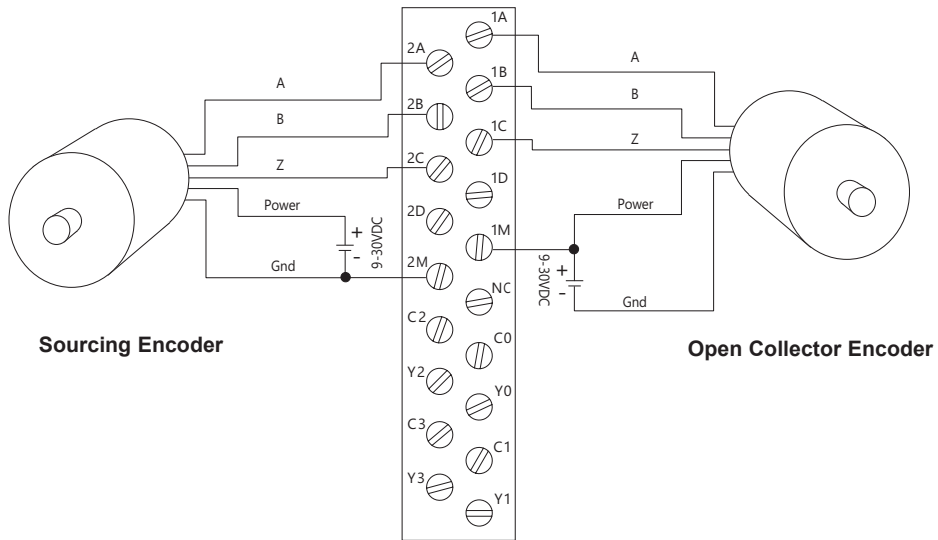 1A
2A
A
A
1B
B
2B
B
1C
Z
2C
Z
1D
Power
2D
Power
+
-
9-30VDC
1M
Gnd
2M
+
-
9-30VDC
NC
Gnd
C2
Sourcing Encoder
C0
Open Collector Encoder
Y2
Y0
C3
C1
Y3
Y1